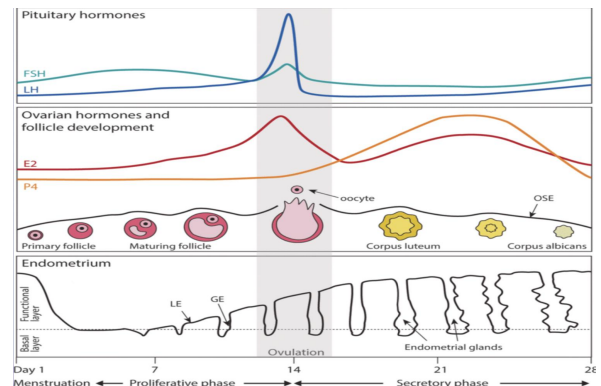 Pituitary hormones
FSH
LH
Ovarian hormones and
follicle development
E2
P4
oocyte
OSE
Primary follicle
Maturing follicle
Corpus luteum
Corpus albicans
Endometrium
Functional
layer
LE
GE
Basal
layer
Endometrial glands
Ovulation
Day 1
7
14
21
28
Menstruation
Proliferative phase
Secretory phase